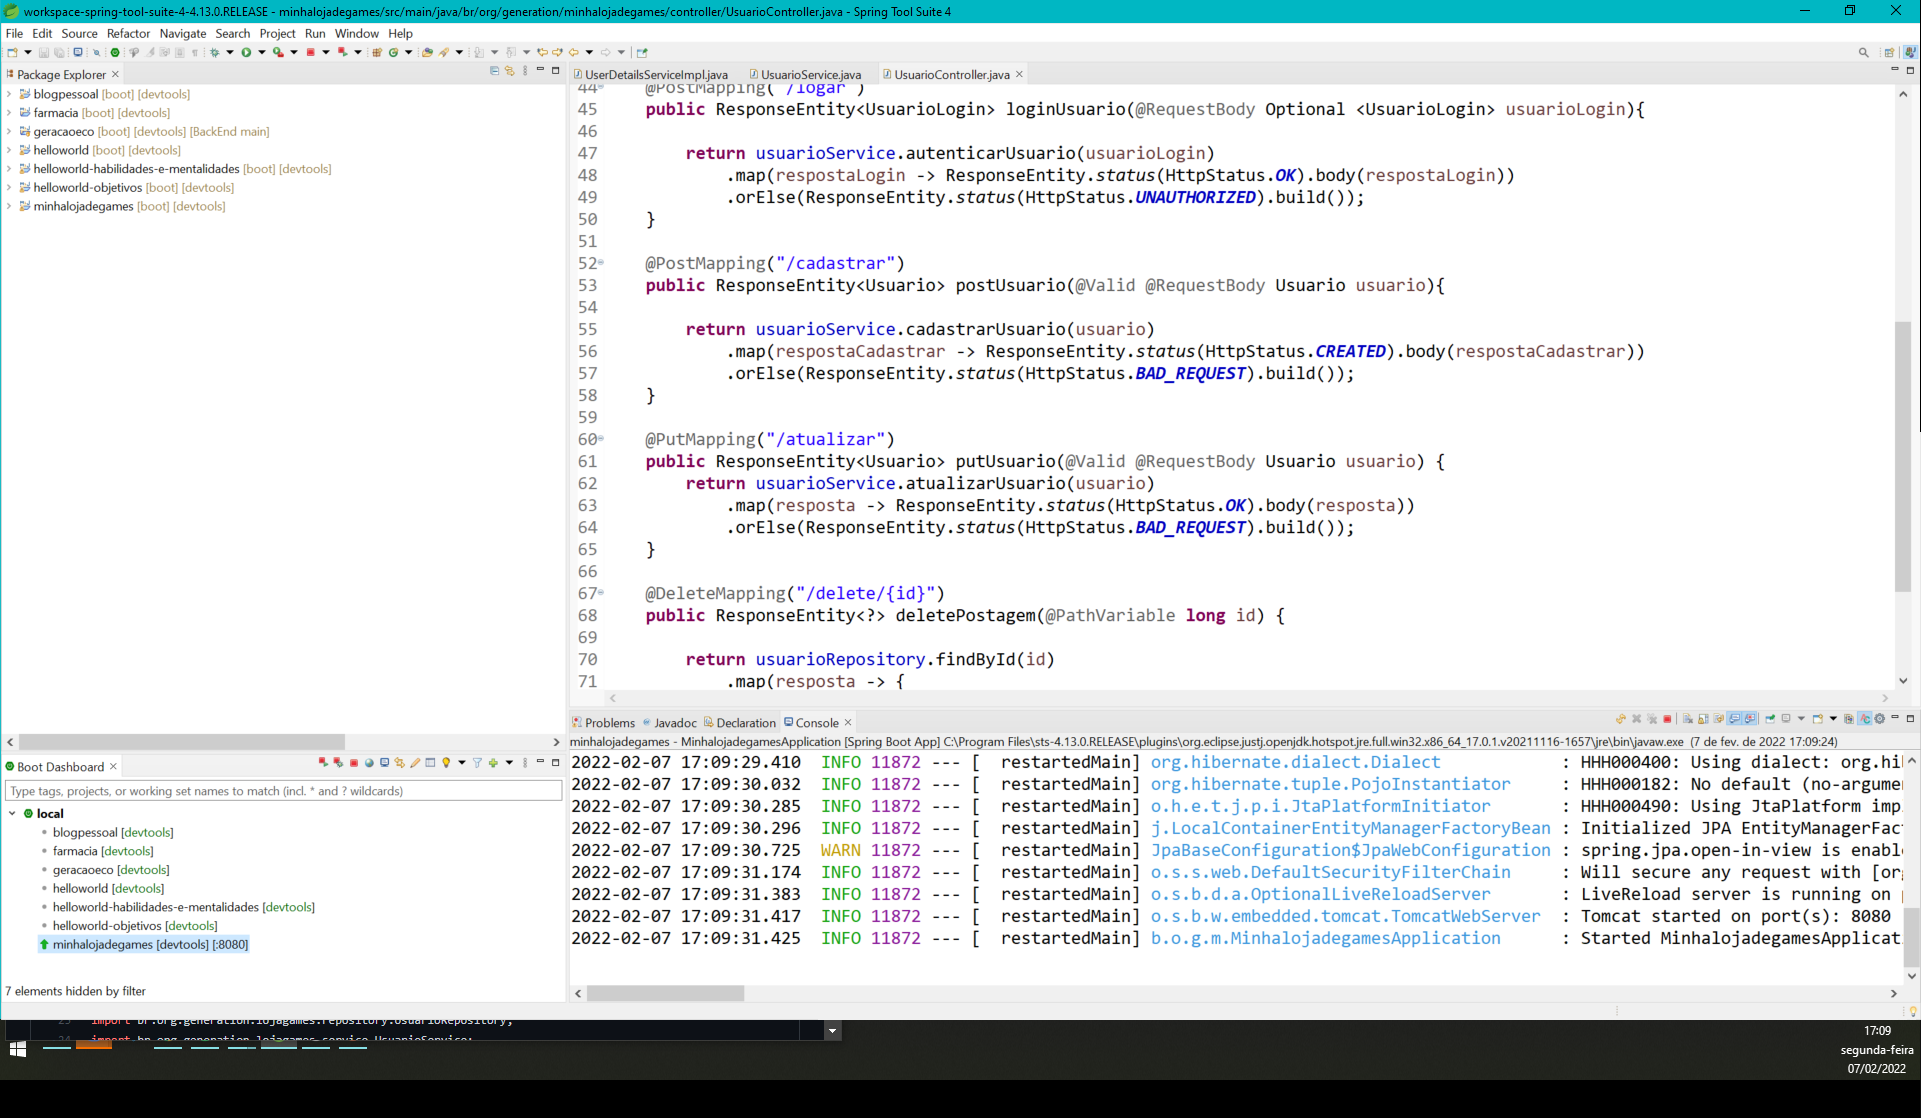 workspace-spring-tool-suite-4-4.13.0.RELEASE - minhalojadegames/src/main/java/br/org/generation/minhalojadegames/controller/UsuarioController.java - Spring Tool Suite 4
File Edit Source Refactor Navigate Search Project Run Window Help
Package Explorer
blogpessoal [boot] [devtools]
farmacia [boot] [devtools]
geracaoeco [boot] [devtools] [BackEnd main]
helloworld [boot] [devtools]
helloworld-habilidades-e-mentalidades [boot] [devtools]
helloworld-objetivos [boot] [devtools]
minhalojadegames [boot] [devtools]
UserDetailsServiceImpl.java UsuarioService.java UsuarioController.java
44 @PostMapping("/logar")
45 public ResponseEntity<UsuarioLogin> loginUsuario(@RequestBody Optional <UsuarioLogin> usuarioLogin){
46
47 return usuarioService.autenticarUsuario(usuarioLogin)
48 .map(respostaLogin -> ResponseEntity.status(HttpStatus.OK).body(respostaLogin))
49 .orElse(ResponseEntity.status(HttpStatus.UNAUTHORIZED).build());
50 }
51
52 @PostMapping("/cadastrar")
53 public ResponseEntity<Usuario> postUsuario(@Valid @RequestBody Usuario usuario){
54
55 return usuarioService.cadastrarUsuario(usuario)
56 .map(respostaCadastrar -> ResponseEntity.status(HttpStatus.CREATED).body(respostaCadastrar))
57 .orElse(ResponseEntity.status(HttpStatus.BAD_REQUEST).build());
58 }
59
60 @PutMapping("/atualizar")
61 public ResponseEntity<Usuario> putUsuario(@Valid @RequestBody Usuario usuario) {
62 return usuarioService.atualizarUsuario(usuario)
63 .map(resposta -> ResponseEntity.status(HttpStatus.OK).body(resposta))
64 .orElse(ResponseEntity.status(HttpStatus.BAD_REQUEST).build());
65 }
66
67 @DeleteMapping("/delete/{id}")
68 public ResponseEntity<?> deletePostagem(@PathVariable long id) {
69
70 return usuarioRepository.findById(id)
71 .map(resposta -> {
Boot Dashboard
Type tags, projects, or working set names to match (incl. * and ? wildcards)
local
blogpessoal [devtools]
farmacia [devtools]
geracaoeco [devtools]
helloworld [devtools]
helloworld-habilidades-e-mentalidades [devtools]
helloworld-objetivos [devtools]
minhalojadegames [devtools] [:8080]
7 elements hidden by filter
Problems Javadoc Declaration Console
minhalojadegames - MinhalojadegamesApplication [Spring Boot App] C:\Program Files\sts-4.13.0.RELEASE\plugins\org.eclipse.justj.openjdk.hotspot.jre.full.win32.x86_64_17.0.1.v20211116-1657\jre\bin\javaw.exe (7 de fev. de 2022 17:09:24)
2022-02-07 17:09:29.410 INFO 11872 --- [ restartedMain] org.hibernate.dialect.Dialect : HHH000400: Using dialect: org.hi
2022-02-07 17:09:30.032 INFO 11872 --- [ restartedMain] org.hibernate.tuple.PojoInstantiator : HHH000182: No default (no-argume
2022-02-07 17:09:30.285 INFO 11872 --- [ restartedMain] o.h.e.t.j.p.i.JtaPlatformInitiator : HHH000490: Using JtaPlatform imp
2022-02-07 17:09:30.296 INFO 11872 --- [ restartedMain] j.LocalContainerEntityManagerFactoryBean : Initialized JPA EntityManagerFac
2022-02-07 17:09:30.725 WARN 11872 --- [ restartedMain] JpaBaseConfiguration$JpaWebConfiguration : spring.jpa.open-in-view is enabl
2022-02-07 17:09:31.174 INFO 11872 --- [ restartedMain] o.s.s.web.DefaultSecurityFilterChain : Will secure any request with [or
2022-02-07 17:09:31.383 INFO 11872 --- [ restartedMain] o.s.b.d.a.OptionalLiveReloadServer : LiveReload server is running on
2022-02-07 17:09:31.417 INFO 11872 --- [ restartedMain] o.s.b.w.embedded.tomcat.TomcatWebServer : Tomcat started on port(s): 8080
2022-02-07 17:09:31.425 INFO 11872 --- [ restartedMain] b.o.g.m.MinhalojadegamesApplication : Started MinhalojadegamesApplicat
import br.org.generation.lojagames.repository.UsuarioRepository;
24 import br.org.generation.lojagames.service.UsuarioService;
17:09
segunda-feira
07/02/2022